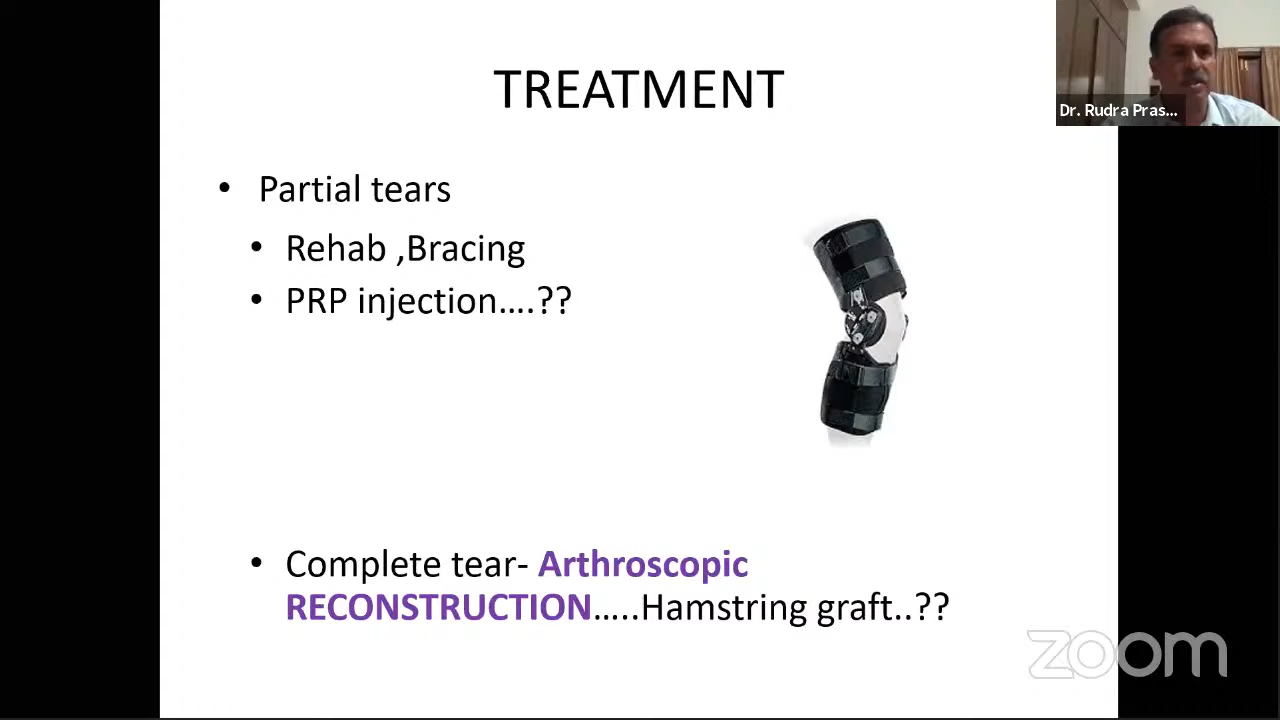 TREATMENT
Dr. Rudra Pras...
• Partial tears
• Rehab ,Bracing
• PRP injection….??
• Complete tear- Arthroscopic
RECONSTRUCTION…..Hamstring graft..??
zoom